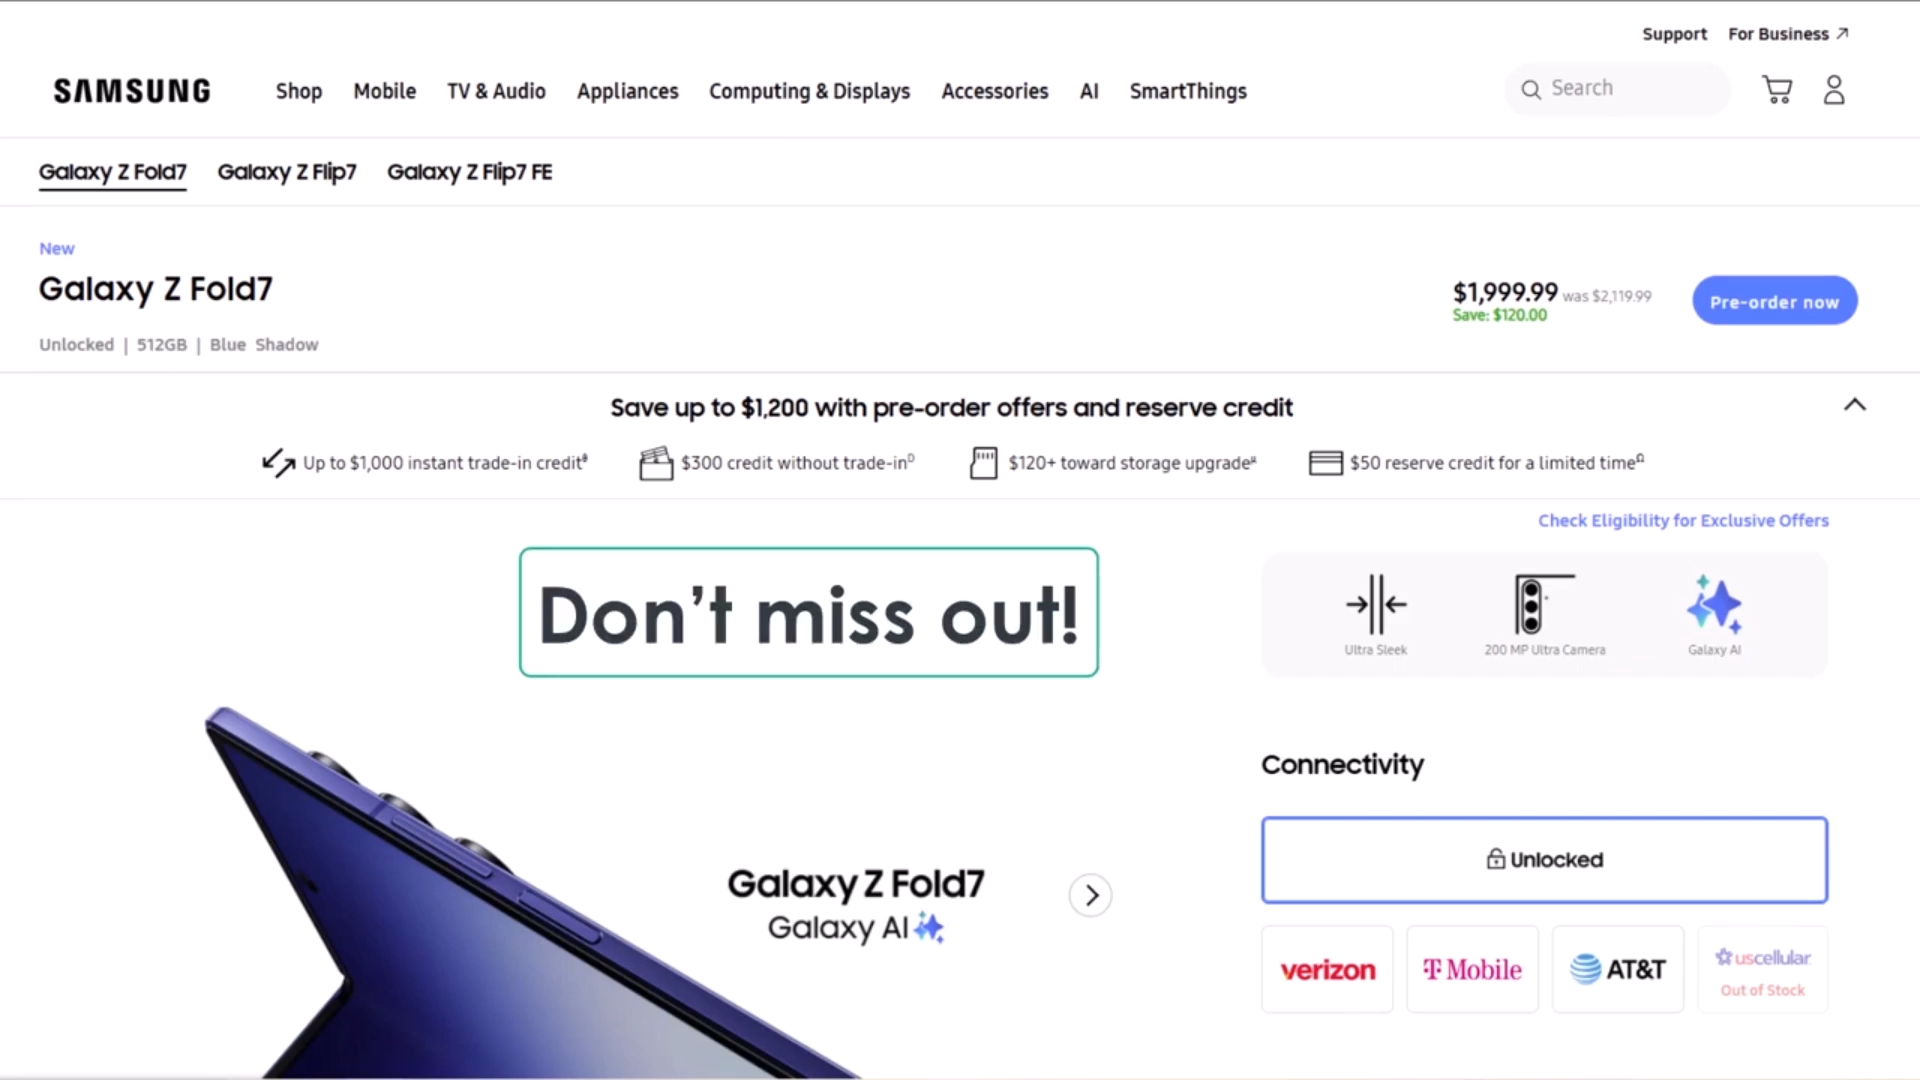 Support For Business
SAMSUNG Shop Mobile TV & Audio Appliances Computing & Displays Accessories AI SmartThings Search
Galaxy Z Fold7 Galaxy Z Flip7 Galaxy Z Flip7 FE
New
Galaxy Z Fold7
$1,999.99 was $2,119.99
Save: $120.00
Pre-order now
Unlocked | 512GB | Blue Shadow
Save up to $1,200 with pre-order offers and reserve credit
Up to $1,000 instant trade-in credit $300 credit without trade-in $120+ toward storage upgrade $50 reserve credit for a limited timeΩ
Check Eligibility for Exclusive Offers
Don't miss out!
Ultra Sleek 200 MP Ultra Camera Galaxy AI
Connectivity
Unlocked
Galaxy Z Fold7
Galaxy AI
verizon T Mobile AT&T uscellular
Out of Stock